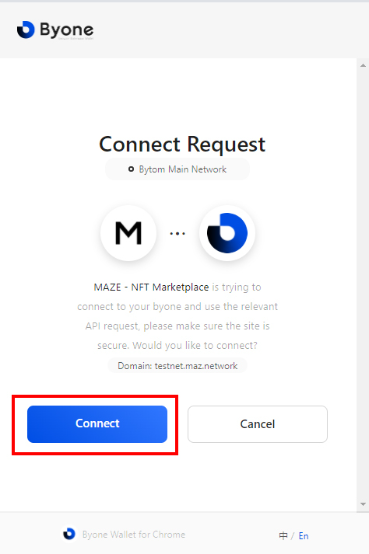 Byone
Connect Request
Bytom Main Network
M
MAZE - NFT Marketplace is trying to
connect to your byone and use the relevant
API request, please make sure the site is
secure. Would you like to connect?
Domain: testnet.maz.network
Connect
Cancel
Byone Wallet for Chrome
中 / En